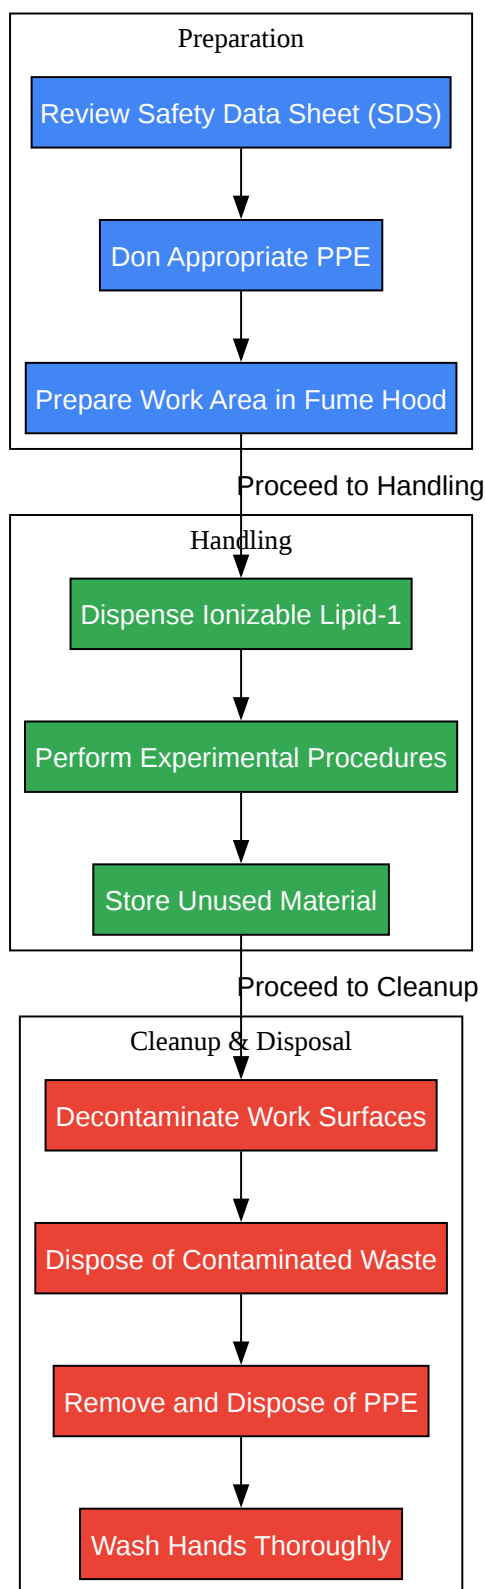 Preparation
Review Safety Data Sheet (SDS)
Don Appropriate PPE
Prepare Work Area in Fume Hood
Proceed to Handling
Handling
Dispense Ionizable Lipid-1
Perform Experimental Procedures
Store Unused Material
Proceed to Cleanup
Cleanup & Disposal
Decontaminate Work Surfaces
Dispose of Contaminated Waste
Remove and Dispose of PPE
Wash Hands Thoroughly